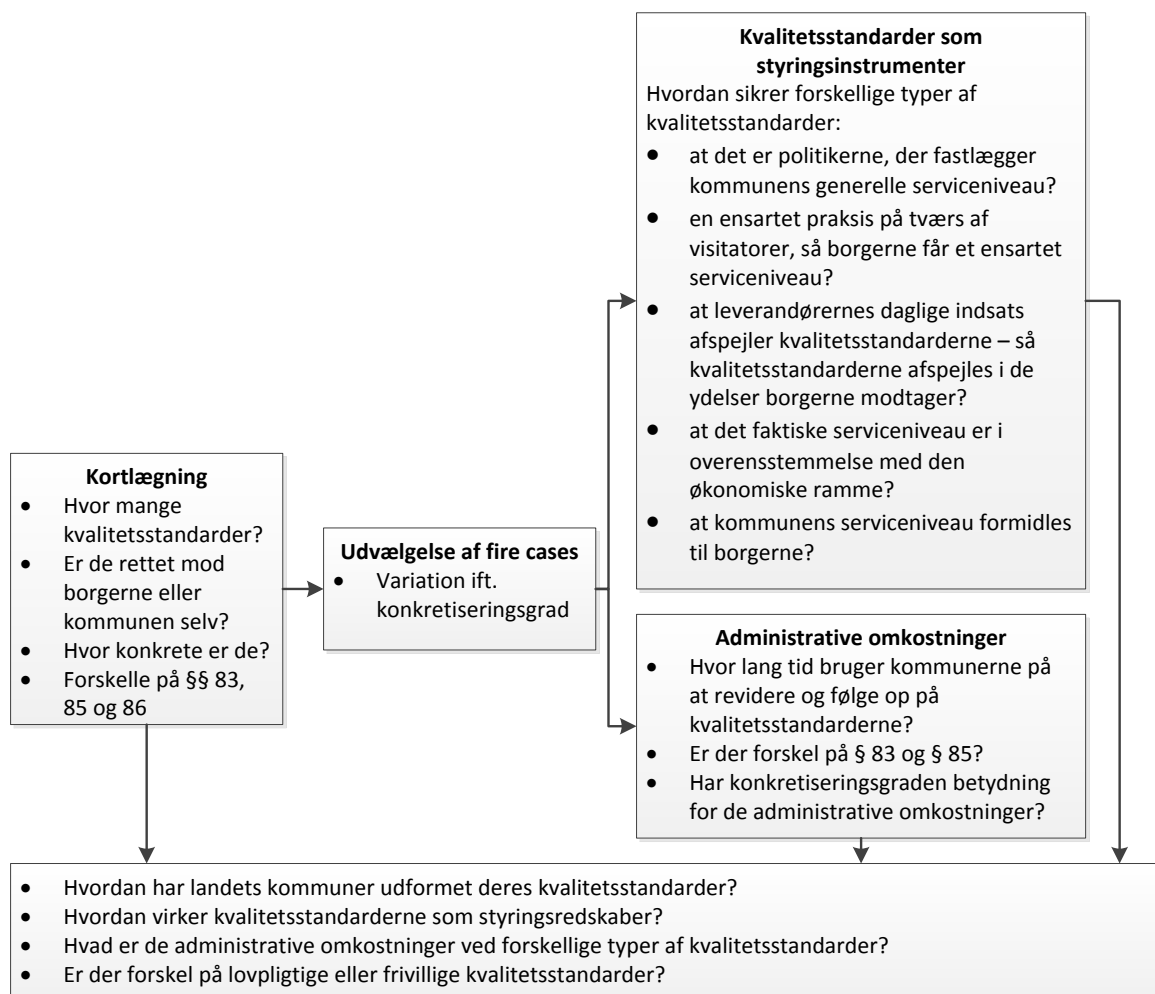 Kvalitetsstandarder som
styringsinstrumenter
Hvordan sikrer forskellige typer af
kvalitetsstandarder:
• at det er politikerne, der fastlægger
kommunens generelle serviceniveau?
• en ensartet praksis på tværs af
visitatorer, så borgerne får et ensartet
serviceniveau?
• at leverandørernes daglige indsats
afspejler kvalitetsstandarderne – så
kvalitetsstandarderne afspejles i de
ydelser borgerne modtager?
• at det faktiske serviceniveau er i
overensstemmelse med den
økonomiske ramme?
• at kommunens serviceniveau formidles
til borgerne?
Kortlægning
• Hvor mange
kvalitetsstandarder?
• Er de rettet mod
borgerne eller
kommunen selv?
• Hvor konkrete er de?
• Forskelle på §§ 83,
85 og 86
Udvælgelse af fire cases
• Variation ift.
konkretiseringsgrad
Administrative omkostninger
• Hvor lang tid bruger kommunerne på
at revidere og følge op på
kvalitetsstandarderne?
• Er der forskel på § 83 og § 85?
• Har konkretiseringsgraden betydning
for de administrative omkostninger?
• Hvordan har landets kommuner udformet deres kvalitetsstandarder?
• Hvordan virker kvalitetsstandarderne som styringsredskaber?
• Hvad er de administrative omkostninger ved forskellige typer af kvalitetsstandarder?
• Er der forskel på lovpligtige eller frivillige kvalitetsstandarder?